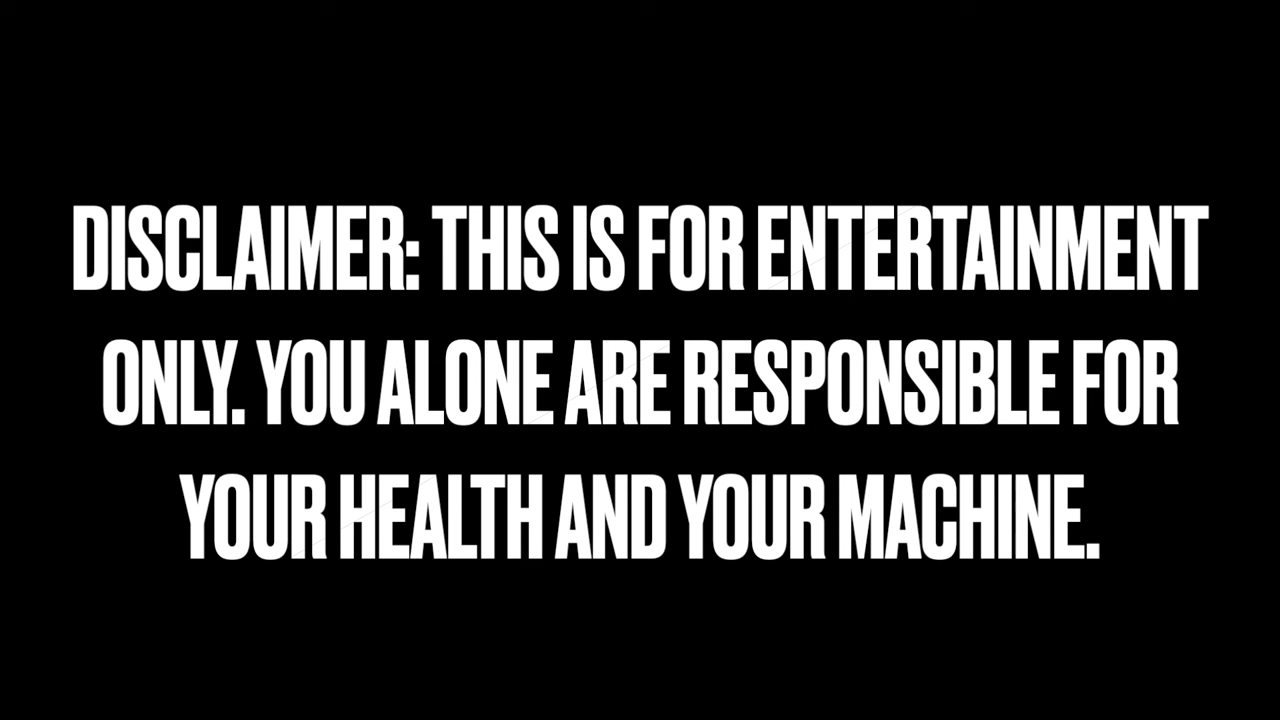 DISCLAIMER: THIS IS FOR ENTERTAINMENT
ONLY. YOU ALONE ARE RESPONSIBLE FOR
YOUR HEALTH AND YOUR MACHINE.